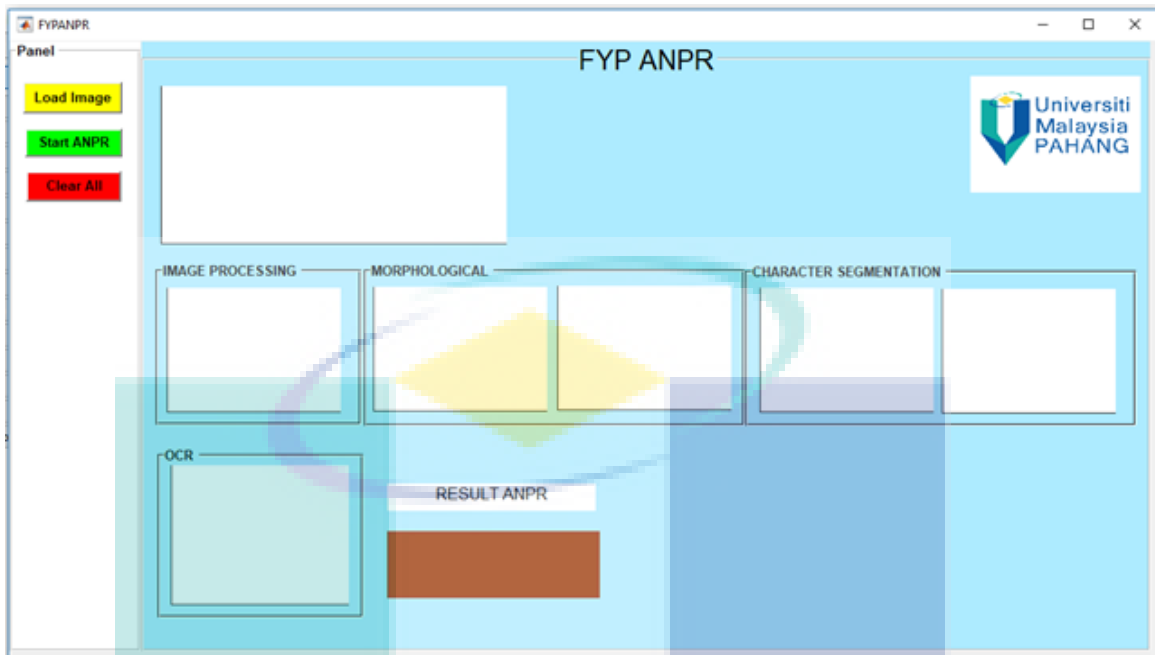 FYPANPR
Panel
Load Image
Start ANPR
Clear All
FYP ANPR
Universiti
Malaysia
PAHANG
IMAGE PROCESSING
MORPHOLOGICAL
CHARACTER SEGMENTATION
OCR
RESULT ANPR